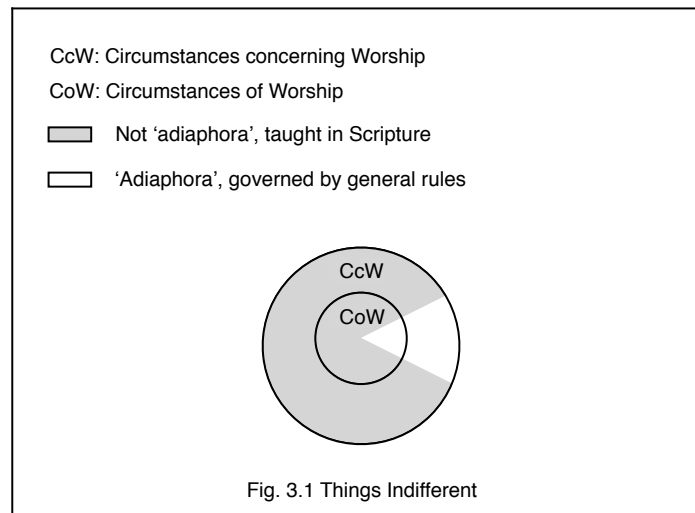 CcW: Circumstances concerning Worship
CoW: Circumstances of Worship
Not ‘adiaphora’, taught in Scripture
‘Adiaphora’, governed by general rules
CcW
CoW
Fig. 3.1 Things Indifferent